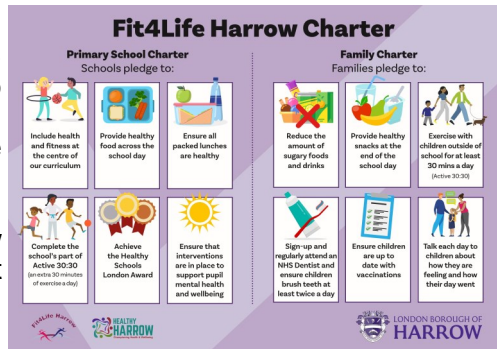 Fit4Life Harrow Charter
Primary School Charter
Schools pledge to:
Include health
and fitness at
the centre of
our curriculum
Provide healthy
food across the
school day
Ensure all
packed lunches
are healthy
Complete the
school's part of
Active 30:30
(an extra 30 minutes
of exercise a day)
Achieve
the Healthy
Schools
London Award
Ensure that
interventions
are in place to
support pupil
mental health
and wellbeing
Family Charter
Families pledge to:
Reduce the
amount of
sugary foods
and drinks
Provide healthy
snacks at the
end of the
school day
Exercise with
children outside of
school for at least
30 mins a day
(Active 30:30)
Sign-up and
regularly attend an
NHS Dentist and
ensure children
brush teeth at
least twice a day
Ensure children
are up to
date with
vaccinations
Talk each day to
children about
how they are
feeling and how
their day went
Fit4Life Harrow
HEALTHY
HARROW
LONDON BOROUGH OF
HARROW